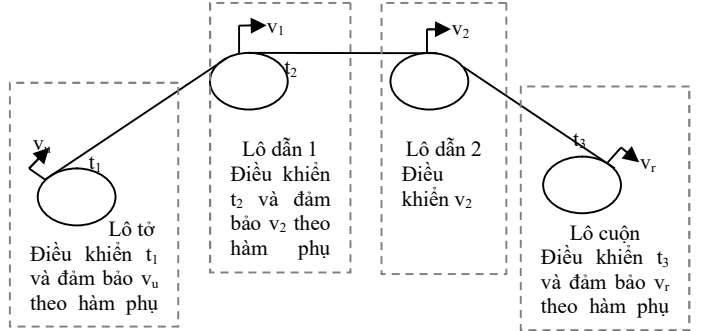 v₁
v₂
t₂
vᵤ
t₁
t₃
vᵣ
Lô tở
Điều khiển t₁
và đảm bảo vᵤ
theo hàm phụ
Lô dẫn 1
Điều khiển
t₂ và đảm
bảo v₂ theo
hàm phụ
Lô dẫn 2
Điều
khiển v₂
Lô cuộn
Điều khiển t₃
và đảm bảo vᵣ
theo hàm phụ